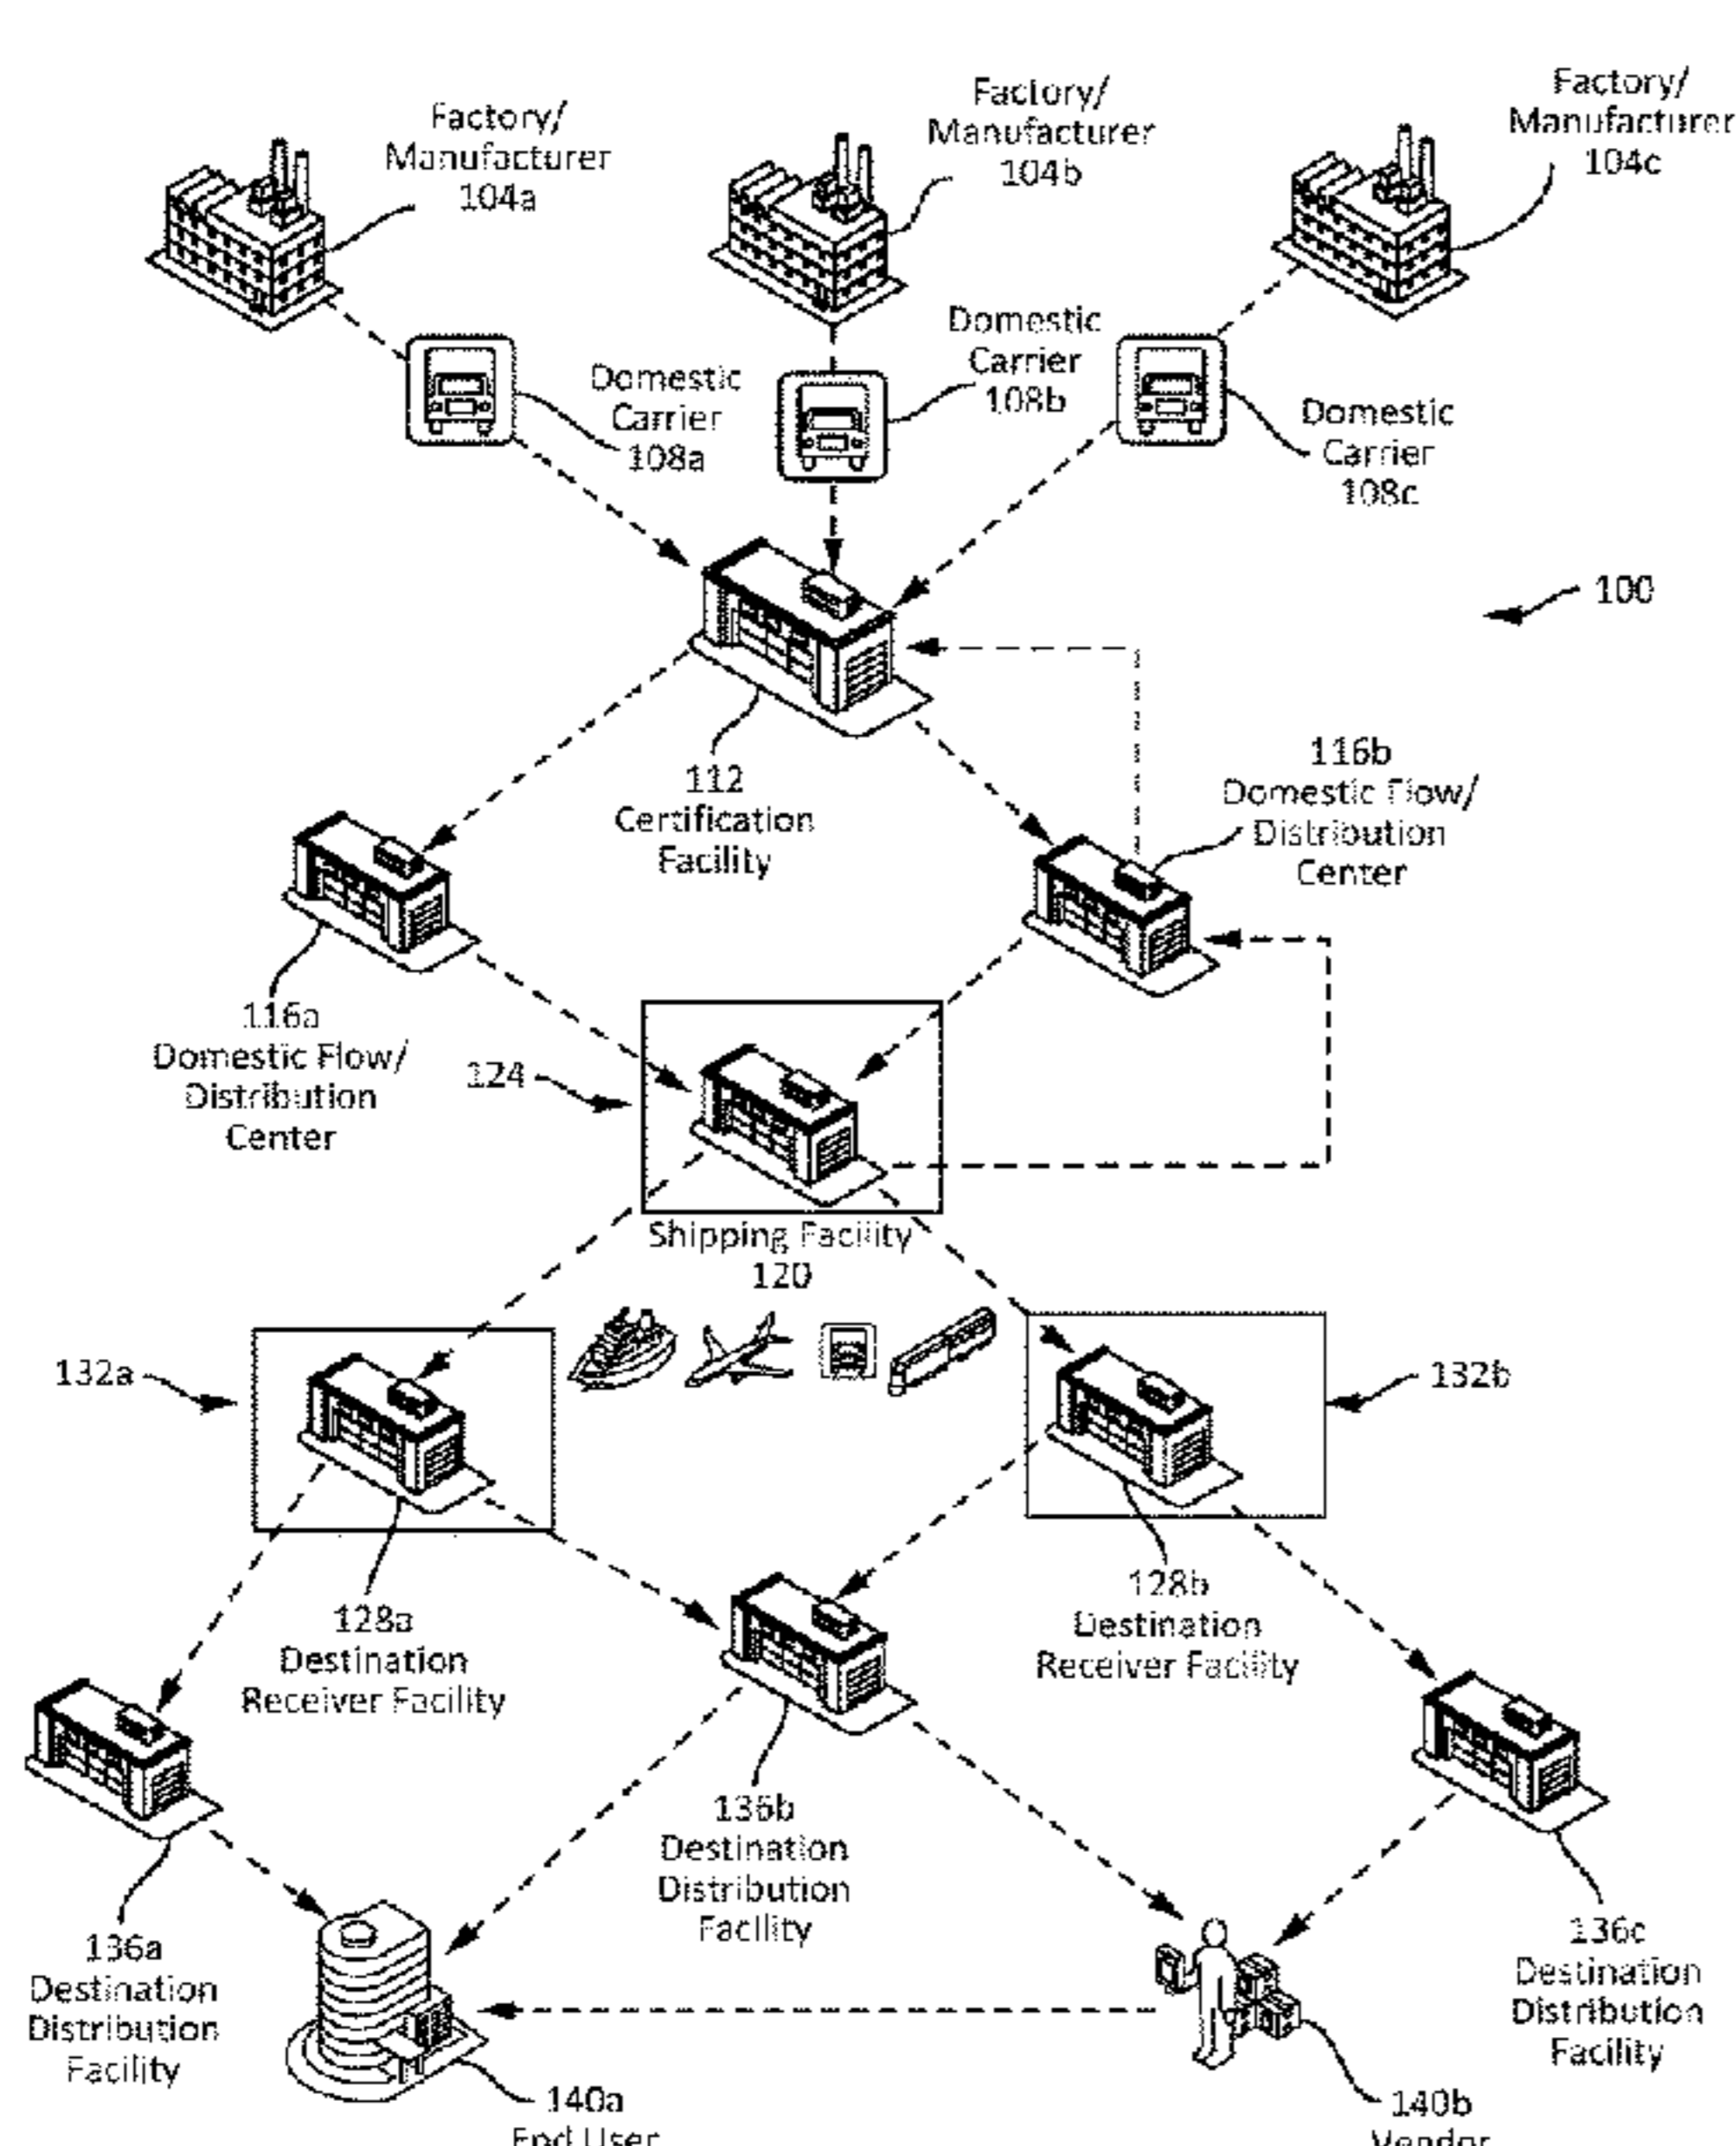 Factory/
Manufacturer
104a
Factory/
Manufacturer
104b
Factory/
Manufacturer
104c
Domestic
Carrier
108a
Domestic
Carrier
108b
Domestic
Carrier
108c
100
112
Certification
Facility
116b
Domestic Flow/
Distribution
Center
116a
Domestic Flow/
Distribution
Center
124
Shipping Facility
120
132a
132b
128a
Destination
Receiver Facility
128b
Destination
Receiver Facility
136a
Destination
Distribution
Facility
136b
Destination
Distribution
Facility
136c
Destination
Distribution
Facility
140a
End User
140b
Vendor